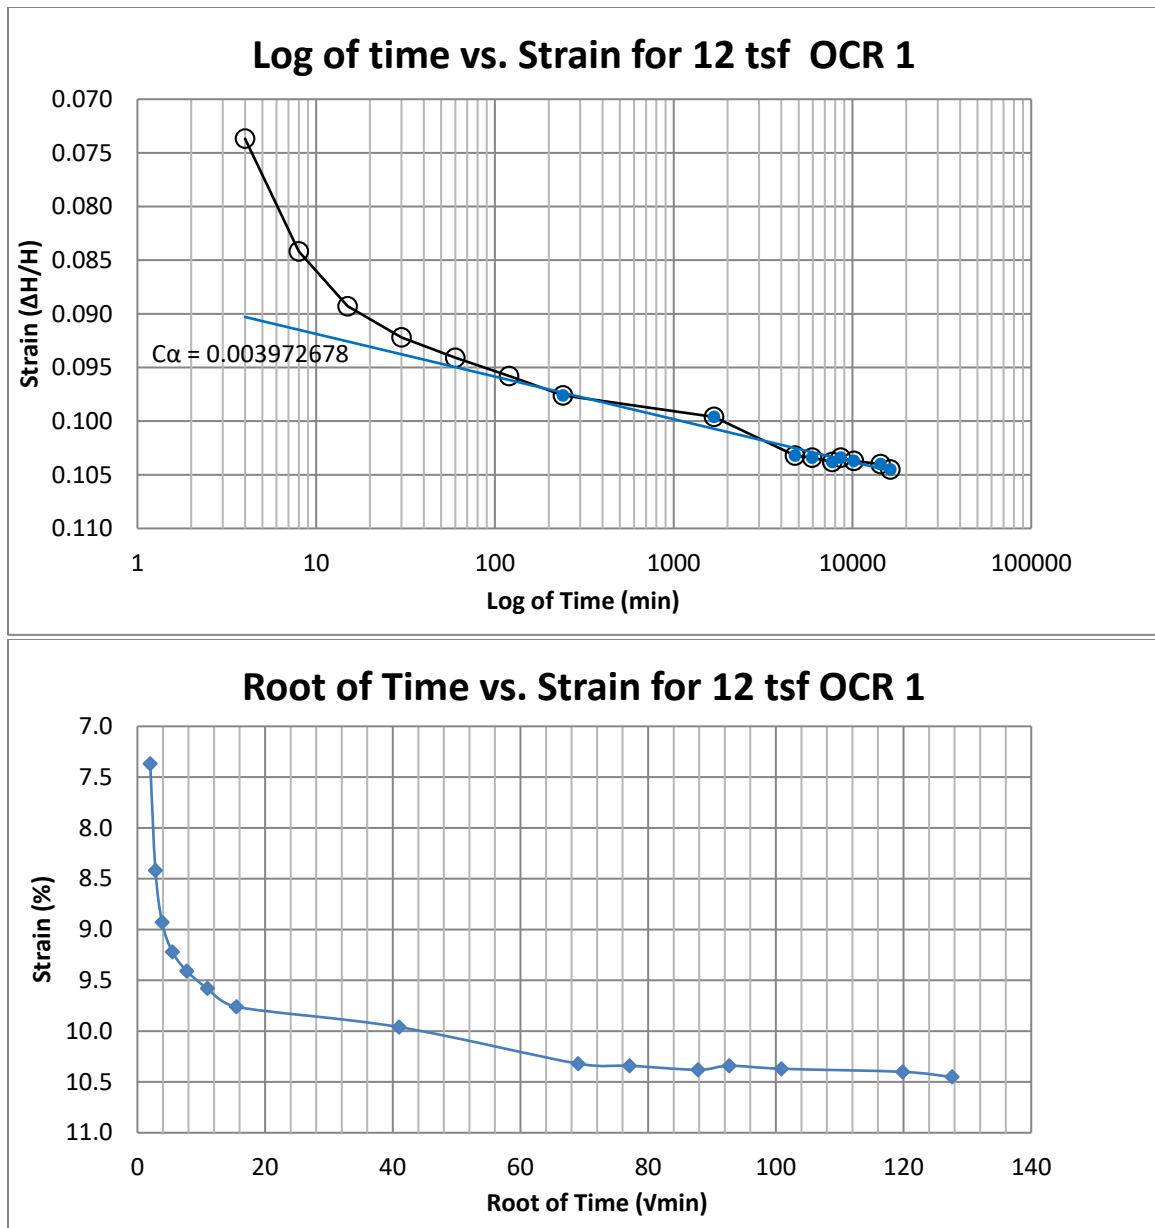 Log of time vs. Strain for 12 tsf  OCR 1
0.070
0.075
0.080
0.085
0.090
0.095
0.100
0.105
0.110
Strain (ΔH/H)
Cα = 0.003972678
1 10 100 1000 10000 100000
Log of Time (min)
Root of Time vs. Strain for 12 tsf OCR 1
7.0
7.5
8.0
8.5
9.0
9.5
10.0
10.5
11.0
Strain (%)
0 20 40 60 80 100 120 140
Root of Time (√min)